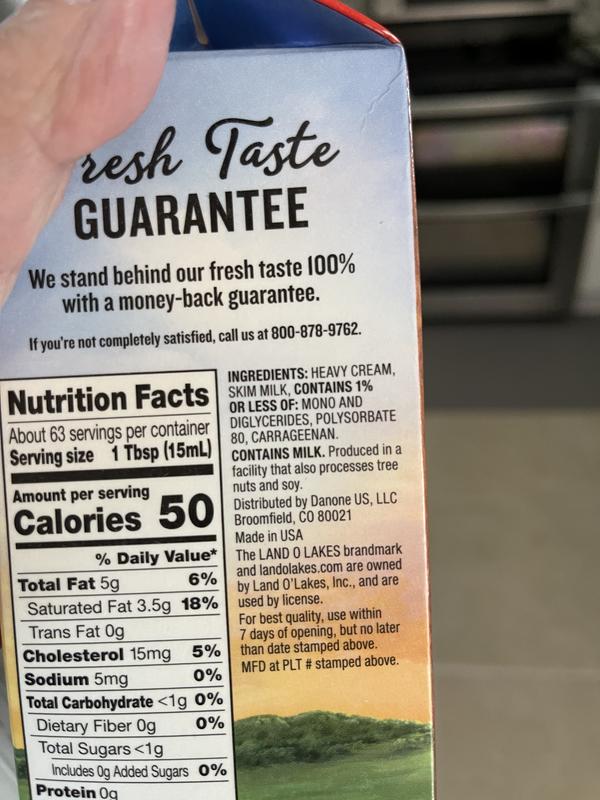 resh Taste
GUARANTEE
We stand behind our fresh taste 100%
with a money-back guarantee.
If you're not completely satisfied, call us at 800-878-9762.
Nutrition Facts
About 63 servings per container
Serving size 1 Tbsp (15mL)
Amount per serving
Calories 50
% Daily Value*
Total Fat 5g 6%
Saturated Fat 3.5g 18%
Trans Fat 0g
Cholesterol 15mg 5%
Sodium 5mg 0%
Total Carbohydrate <1g 0%
Dietary Fiber 0g 0%
Total Sugars <1g
Includes 0g Added Sugars 0%
Protein 0g
INGREDIENTS: HEAVY CREAM,
SKIM MILK, CONTAINS 1%
OR LESS OF: MONO AND
DIGLYCERIDES, POLYSORBATE
80, CARRAGEENAN.
CONTAINS MILK. Produced in a
facility that also processes tree
nuts and soy.
Distributed by Danone US, LLC
Broomfield, CO 80021
Made in USA
The LAND O LAKES brandmark
and landolakes.com are owned
by Land O'Lakes, Inc., and are
used by license.
For best quality, use within
7 days of opening, but no later
than date stamped above.
MFD at PLT # stamped above.